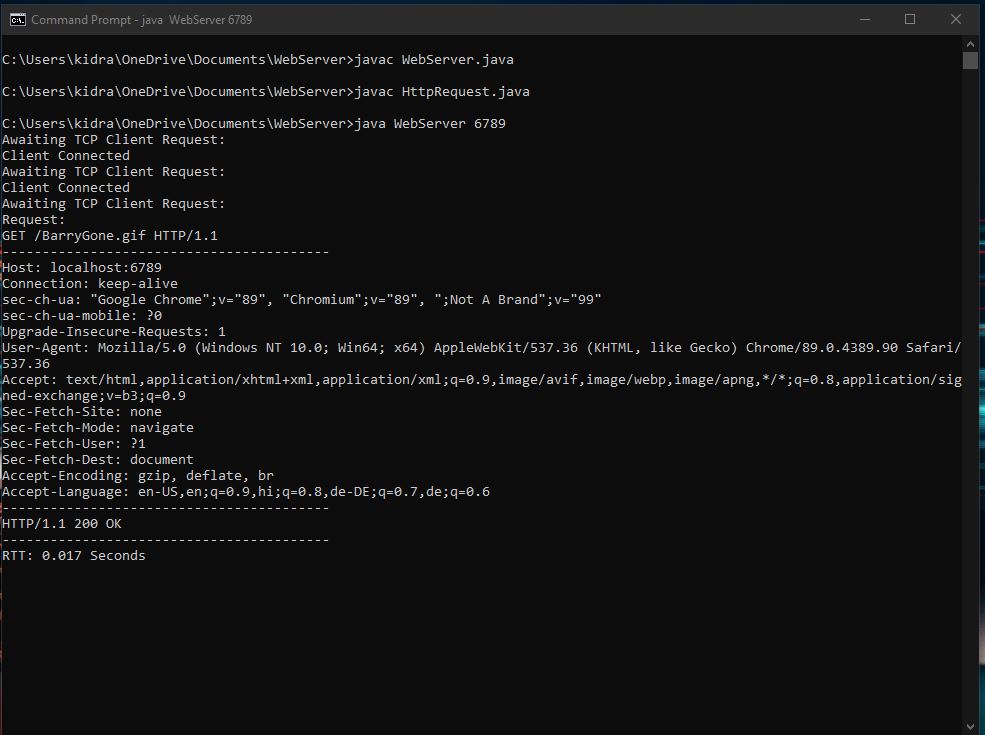 Command Prompt - java  WebServer 6789
C:\Users\kidra\OneDrive\Documents\WebServer>javac WebServer.java
C:\Users\kidra\OneDrive\Documents\WebServer>javac HttpRequest.java
C:\Users\kidra\OneDrive\Documents\WebServer>java WebServer 6789
Awaiting TCP Client Request:
Client Connected
Awaiting TCP Client Request:
Client Connected
Awaiting TCP Client Request:
Request:
GET /BarryGone.gif HTTP/1.1
-----------------------------------------
Host: localhost:6789
Connection: keep-alive
sec-ch-ua: "Google Chrome";v="89", "Chromium";v="89", ";Not A Brand";v="99"
sec-ch-ua-mobile: ?0
Upgrade-Insecure-Requests: 1
User-Agent: Mozilla/5.0 (Windows NT 10.0; Win64; x64) AppleWebKit/537.36 (KHTML, like Gecko) Chrome/89.0.4389.90 Safari/
537.36
Accept: text/html,application/xhtml+xml,application/xml;q=0.9,image/avif,image/webp,image/apng,*/*;q=0.8,application/sig
ned-exchange;v=b3;q=0.9
Sec-Fetch-Site: none
Sec-Fetch-Mode: navigate
Sec-Fetch-User: ?1
Sec-Fetch-Dest: document
Accept-Encoding: gzip, deflate, br
Accept-Language: en-US,en;q=0.9,hi;q=0.8,de-DE;q=0.7,de;q=0.6
-----------------------------------------
HTTP/1.1 200 OK
-----------------------------------------
RTT: 0.017 Seconds